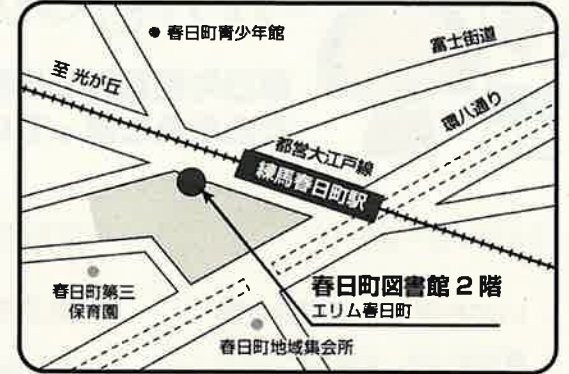 ● 春日町青少年館
富士街道
至 光が丘
環八通り
都営大江戸線
練馬春日町駅
春日町図書館 2 階
エリム春日町
春日町第三
保育園
春日町地域集会所